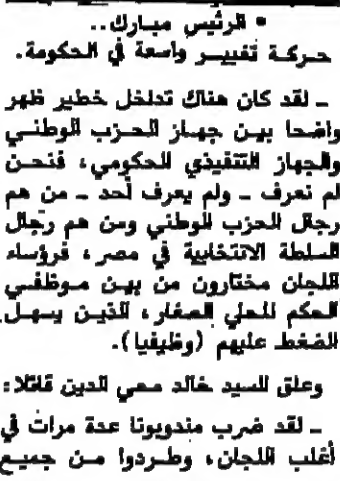 * الرئيس مبارك..
حركة تغيير واسعة في الحكومة.
ـ لقد كان هناك تدلخل خطير ظهر
واضحا بين جهاز الحزب الوطني
والجهاز التنفيذي الحكومي، فنحن
لم نعرف ـ ولم يعرف أحد ـ من هم
رجال الحزب الوطني ومن هم رجال
السلطة الانتخابية في مصر، فرؤساء
اللجان مختارون من بين موظفي
الحكم المحلي الصغار، الذين يسهل
الضغط عليهم (وظيفيا).
وعلق السيد خالد محي الدين قائلا:
ـ لقد ضرب مندوبونا عدة مرات في
أغلب اللجان، وطردوا من جميع